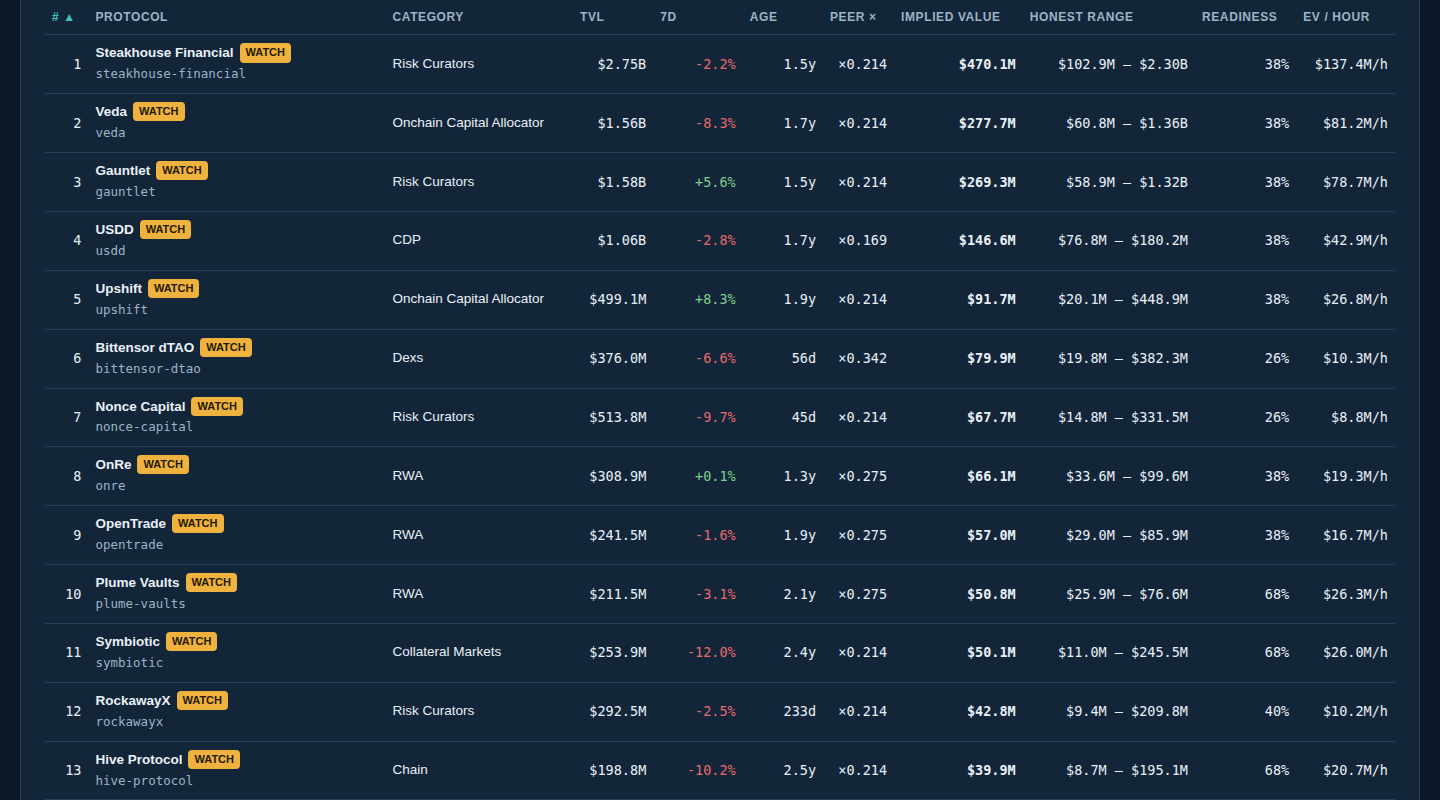 # ▲ PROTOCOL CATEGORY TVL 7D AGE PEER × IMPLIED VALUE HONEST RANGE READINESS EV / HOUR
Steakhouse Financial WATCH
1 Risk Curators $2.75B -2.2% 1.5y ×0.214 $470.1M $102.9M — $2.30B 38% $137.4M/h
steakhouse-financial
Veda WATCH
2 Onchain Capital Allocator $1.56B -8.3% 1.7y ×0.214 $277.7M $60.8M — $1.36B 38% $81.2M/h
veda
Gauntlet WATCH
3 Risk Curators $1.58B +5.6% 1.5y ×0.214 $269.3M $58.9M — $1.32B 38% $78.7M/h
gauntlet
USDD WATCH
4 CDP $1.06B -2.8% 1.7y ×0.169 $146.6M $76.8M — $180.2M 38% $42.9M/h
usdd
Upshift WATCH
5 Onchain Capital Allocator $499.1M +8.3% 1.9y ×0.214 $91.7M $20.1M — $448.9M 38% $26.8M/h
upshift
Bittensor dTAO WATCH
6 Dexs $376.0M -6.6% 56d ×0.342 $79.9M $19.8M — $382.3M 26% $10.3M/h
bittensor-dtao
Nonce Capital WATCH
7 Risk Curators $513.8M -9.7% 45d ×0.214 $67.7M $14.8M — $331.5M 26% $8.8M/h
nonce-capital
OnRe WATCH
8 RWA $308.9M +0.1% 1.3y ×0.275 $66.1M $33.6M — $99.6M 38% $19.3M/h
onre
OpenTrade WATCH
9 RWA $241.5M -1.6% 1.9y ×0.275 $57.0M $29.0M — $85.9M 38% $16.7M/h
opentrade
Plume Vaults WATCH
10 RWA $211.5M -3.1% 2.1y ×0.275 $50.8M $25.9M — $76.6M 68% $26.3M/h
plume-vaults
Symbiotic WATCH
11 Collateral Markets $253.9M -12.0% 2.4y ×0.214 $50.1M $11.0M — $245.5M 68% $26.0M/h
symbiotic
RockawayX WATCH
12 Risk Curators $292.5M -2.5% 233d ×0.214 $42.8M $9.4M — $209.8M 40% $10.2M/h
rockawayx
Hive Protocol WATCH
13 Chain $198.8M -10.2% 2.5y ×0.214 $39.9M $8.7M — $195.1M 68% $20.7M/h
hive-protocol